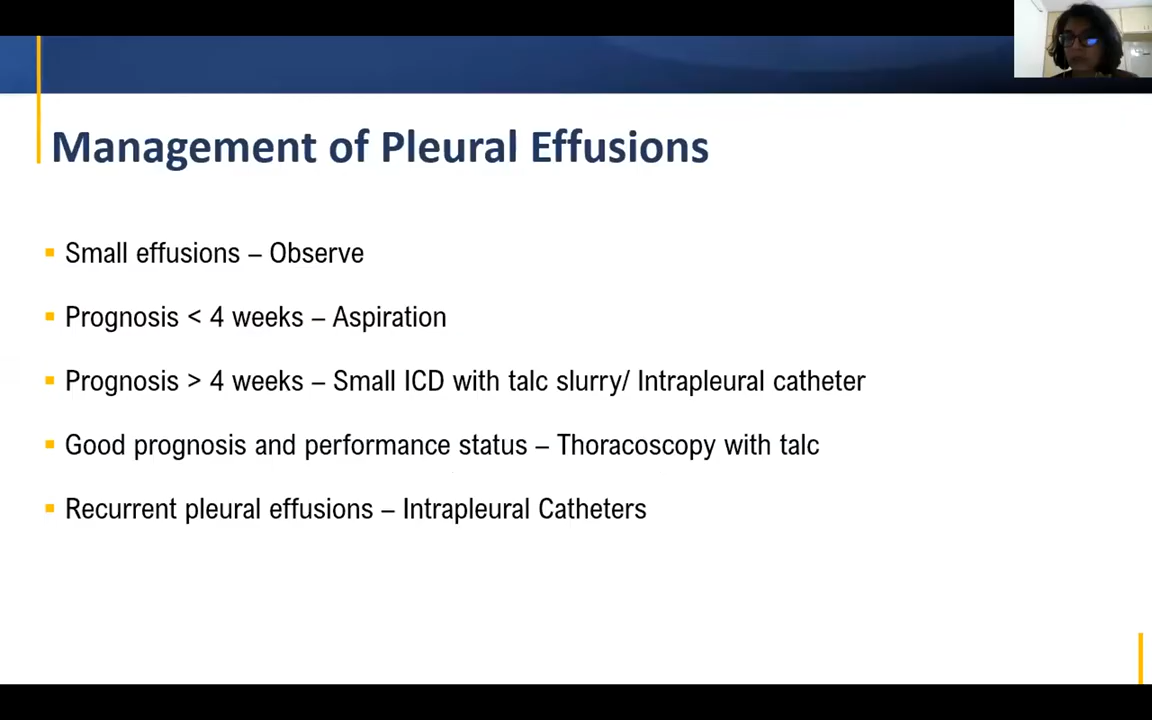 Management of Pleural Effusions
Small effusions – Observe
Prognosis < 4 weeks – Aspiration
Prognosis > 4 weeks – Small ICD with talc slurry/ Intrapleural catheter
Good prognosis and performance status – Thoracoscopy with talc
Recurrent pleural effusions – Intrapleural Catheters